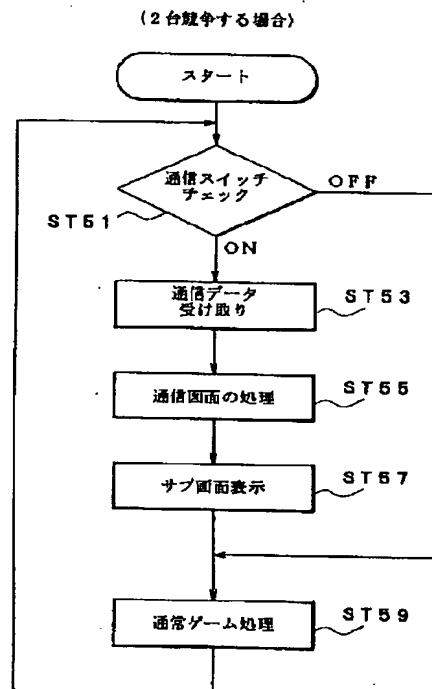 (2台競争する場合)
スタート
通信スイッチ
チェック
OFF
ST51
ON
通信データ
受け取り
ST53
通信図面の処理
ST55
サブ画面表示
ST57
通常ゲーム処理
ST59